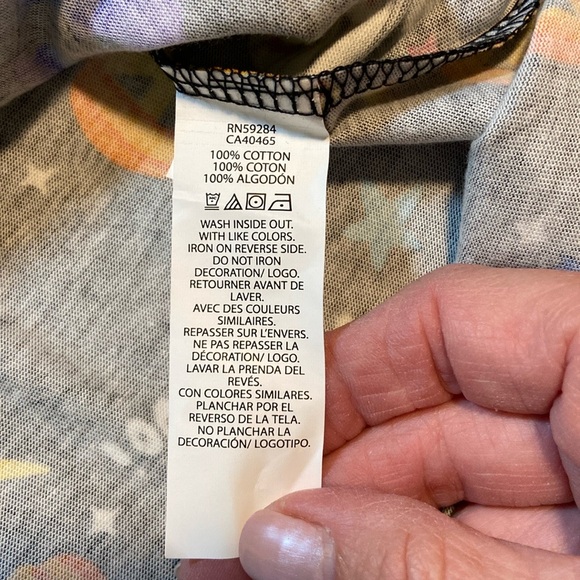 RN59284
CA40465
100% COTTON
100% COTON
100% ALGODÓN
WASH INSIDE OUT.
WITH LIKE COLORS.
IRON ON REVERSE SIDE.
DO NOT IRON
DECORATION/ LOGO.
RETOURNER AVANT DE
LAVER.
AVEC DES COULEURS
SIMILAIRES.
REPASSER SUR L'ENVERS.
NE PAS REPASSER LA
DÉCORATION/ LOGO.
LAVAR LA PRENDA DEL
REVÉS.
CON COLORES SIMILARES.
PLANCHAR POR EL
REVERSO DE LA TELA.
NO PLANCHAR LA
DECORACIÓN/ LOGOTIPO.